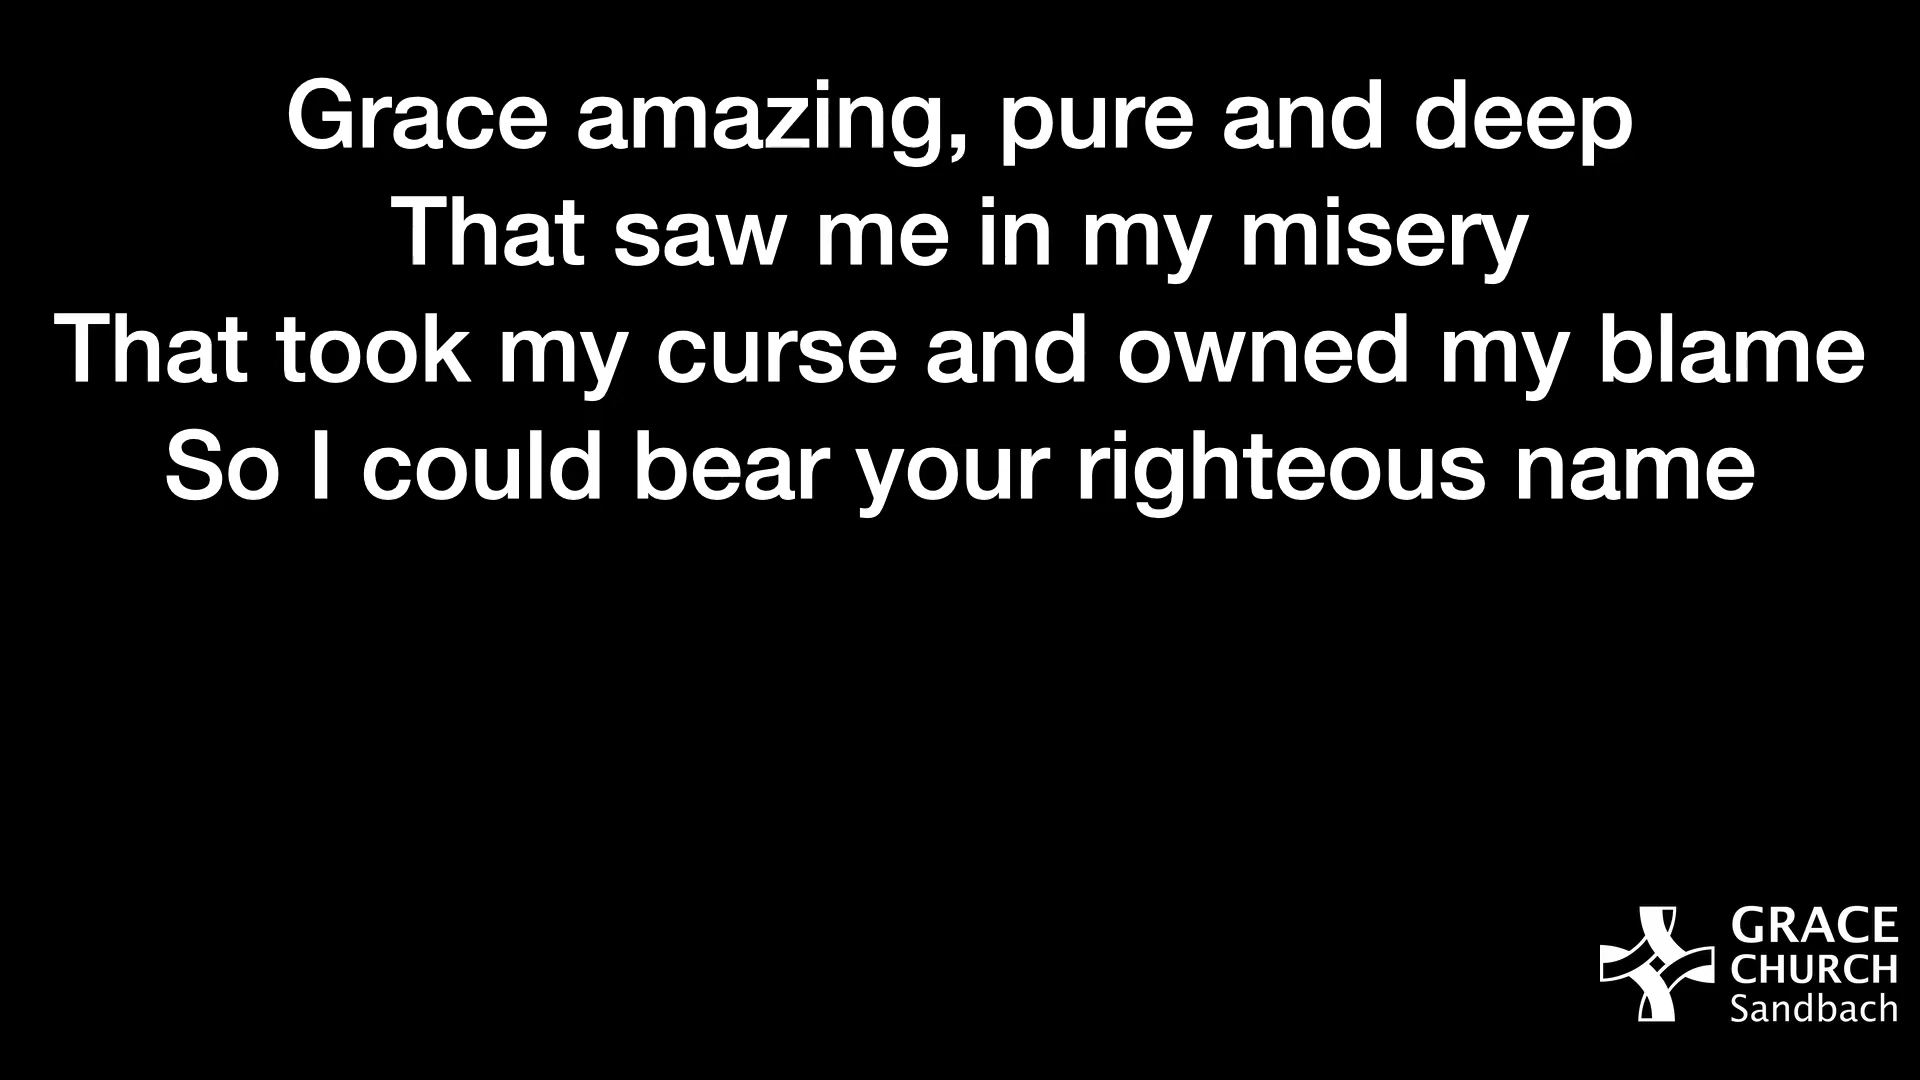 Grace amazing, pure and deep
That saw me in my misery
That took my curse and owned my blame
So I could bear your righteous name
GRACE
CHURCH
Sandbach